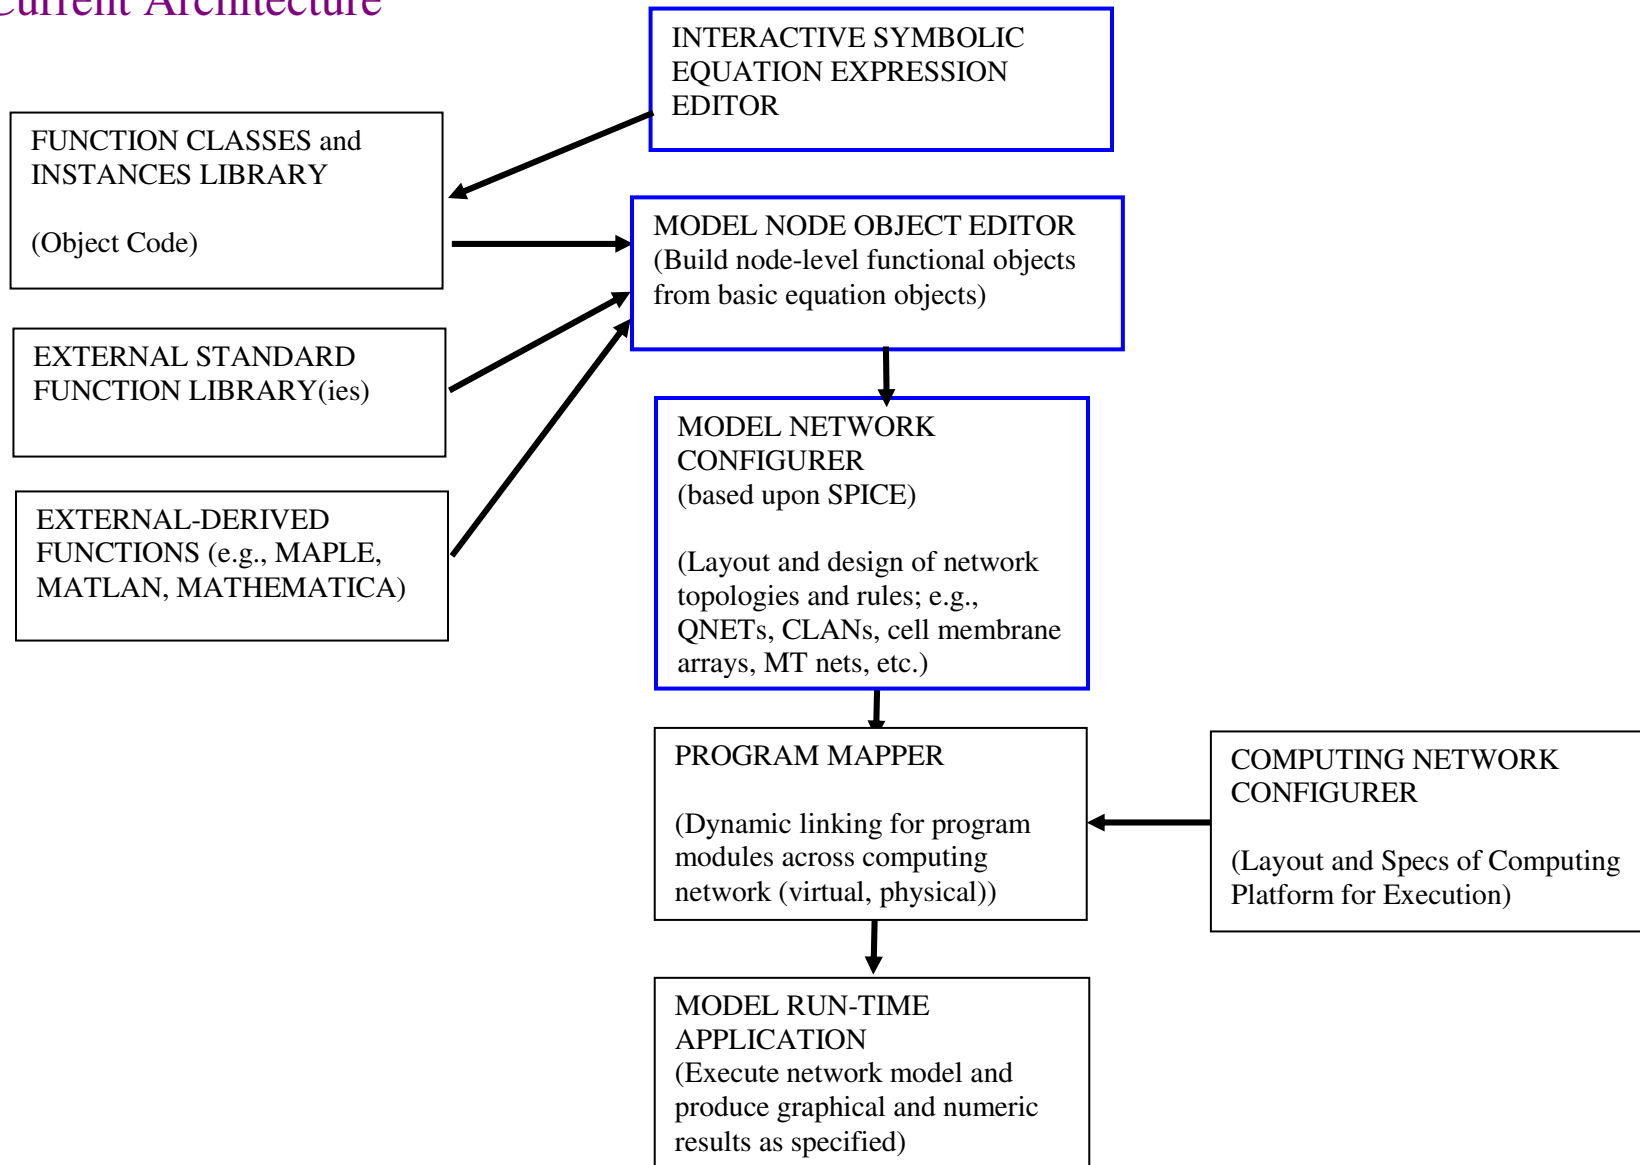 Current Architecture
INTERACTIVE SYMBOLIC
EQUATION EXPRESSION
EDITOR
FUNCTION CLASSES and
INSTANCES LIBRARY
(Object Code)
MODEL NODE OBJECT EDITOR
(Build node-level functional objects
from basic equation objects)
EXTERNAL STANDARD
FUNCTION LIBRARY(ies)
MODEL NETWORK
CONFIGURER
(based upon SPICE)
(Layout and design of network
topologies and rules; e.g.,
QNETs, CLANs, cell membrane
arrays, MT nets, etc.)
EXTERNAL-DERIVED
FUNCTIONS (e.g., MAPLE,
MATLAN, MATHEMATICA)
PROGRAM MAPPER
(Dynamic linking for program
modules across computing
network (virtual, physical))
COMPUTING NETWORK
CONFIGURER
(Layout and Specs of Computing
Platform for Execution)
MODEL RUN-TIME
APPLICATION
(Execute network model and
produce graphical and numeric
results as specified)